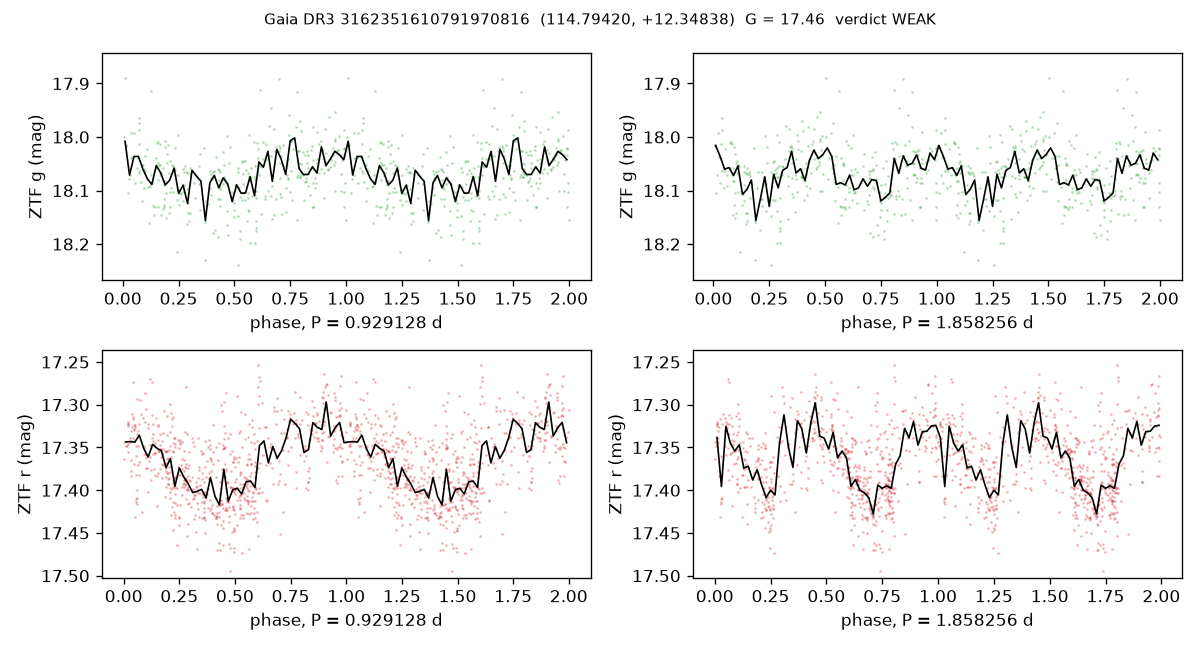 Gaia DR3 3162351610791970816 (114.79420, +12.34838) G = 17.46 verdict WEAK
ZTF g (mag)
17.9
18.0
18.1
18.2
0.00 0.25 0.50 0.75 1.00 1.25 1.50 1.75 2.00
phase, P = 0.929128 d
ZTF g (mag)
17.9
18.0
18.1
18.2
0.00 0.25 0.50 0.75 1.00 1.25 1.50 1.75 2.00
phase, P = 1.858256 d
ZTF r (mag)
17.25
17.30
17.35
17.40
17.45
17.50
0.00 0.25 0.50 0.75 1.00 1.25 1.50 1.75 2.00
phase, P = 0.929128 d
ZTF r (mag)
17.25
17.30
17.35
17.40
17.45
17.50
0.00 0.25 0.50 0.75 1.00 1.25 1.50 1.75 2.00
phase, P = 1.858256 d